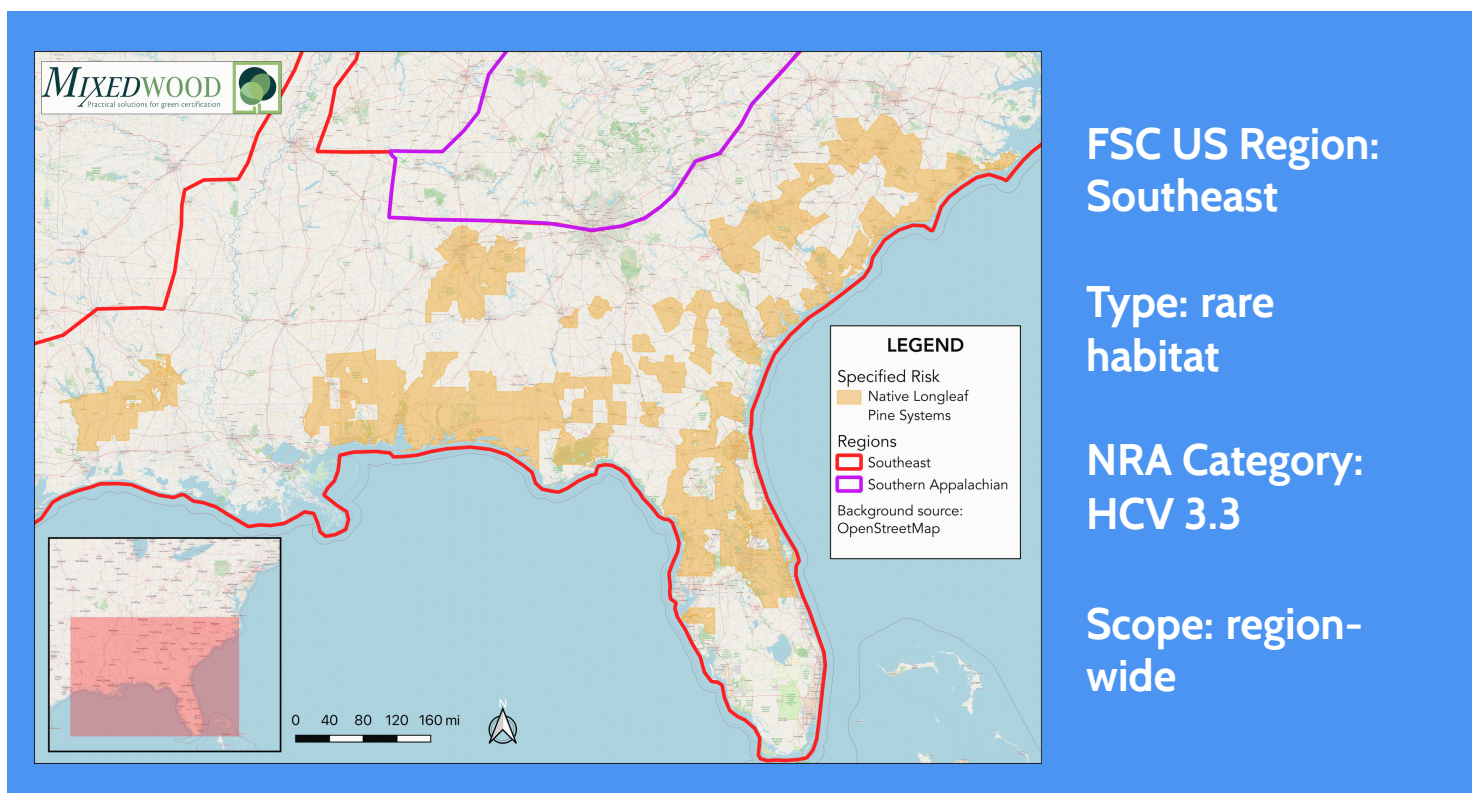 MIXEDWOOD
Practical solutions for green certification
FSC US Region:
Southeast
Type: rare
habitat
NRA Category:
HCV 3.3
Scope: region-
wide
LEGEND
Specified Risk
Native Longleaf
Pine Systems
Regions
Southeast
Southern Appalachian
Background source:
OpenStreetMap
0 40 80 120 160 mi
N